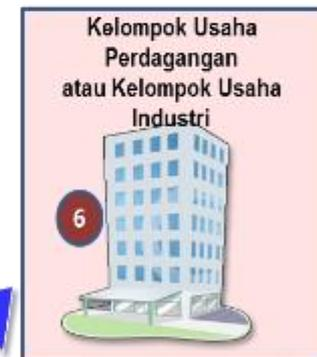 Kelompok Usaha
Perdagangan
atau Kelompok Usaha
Industri
6